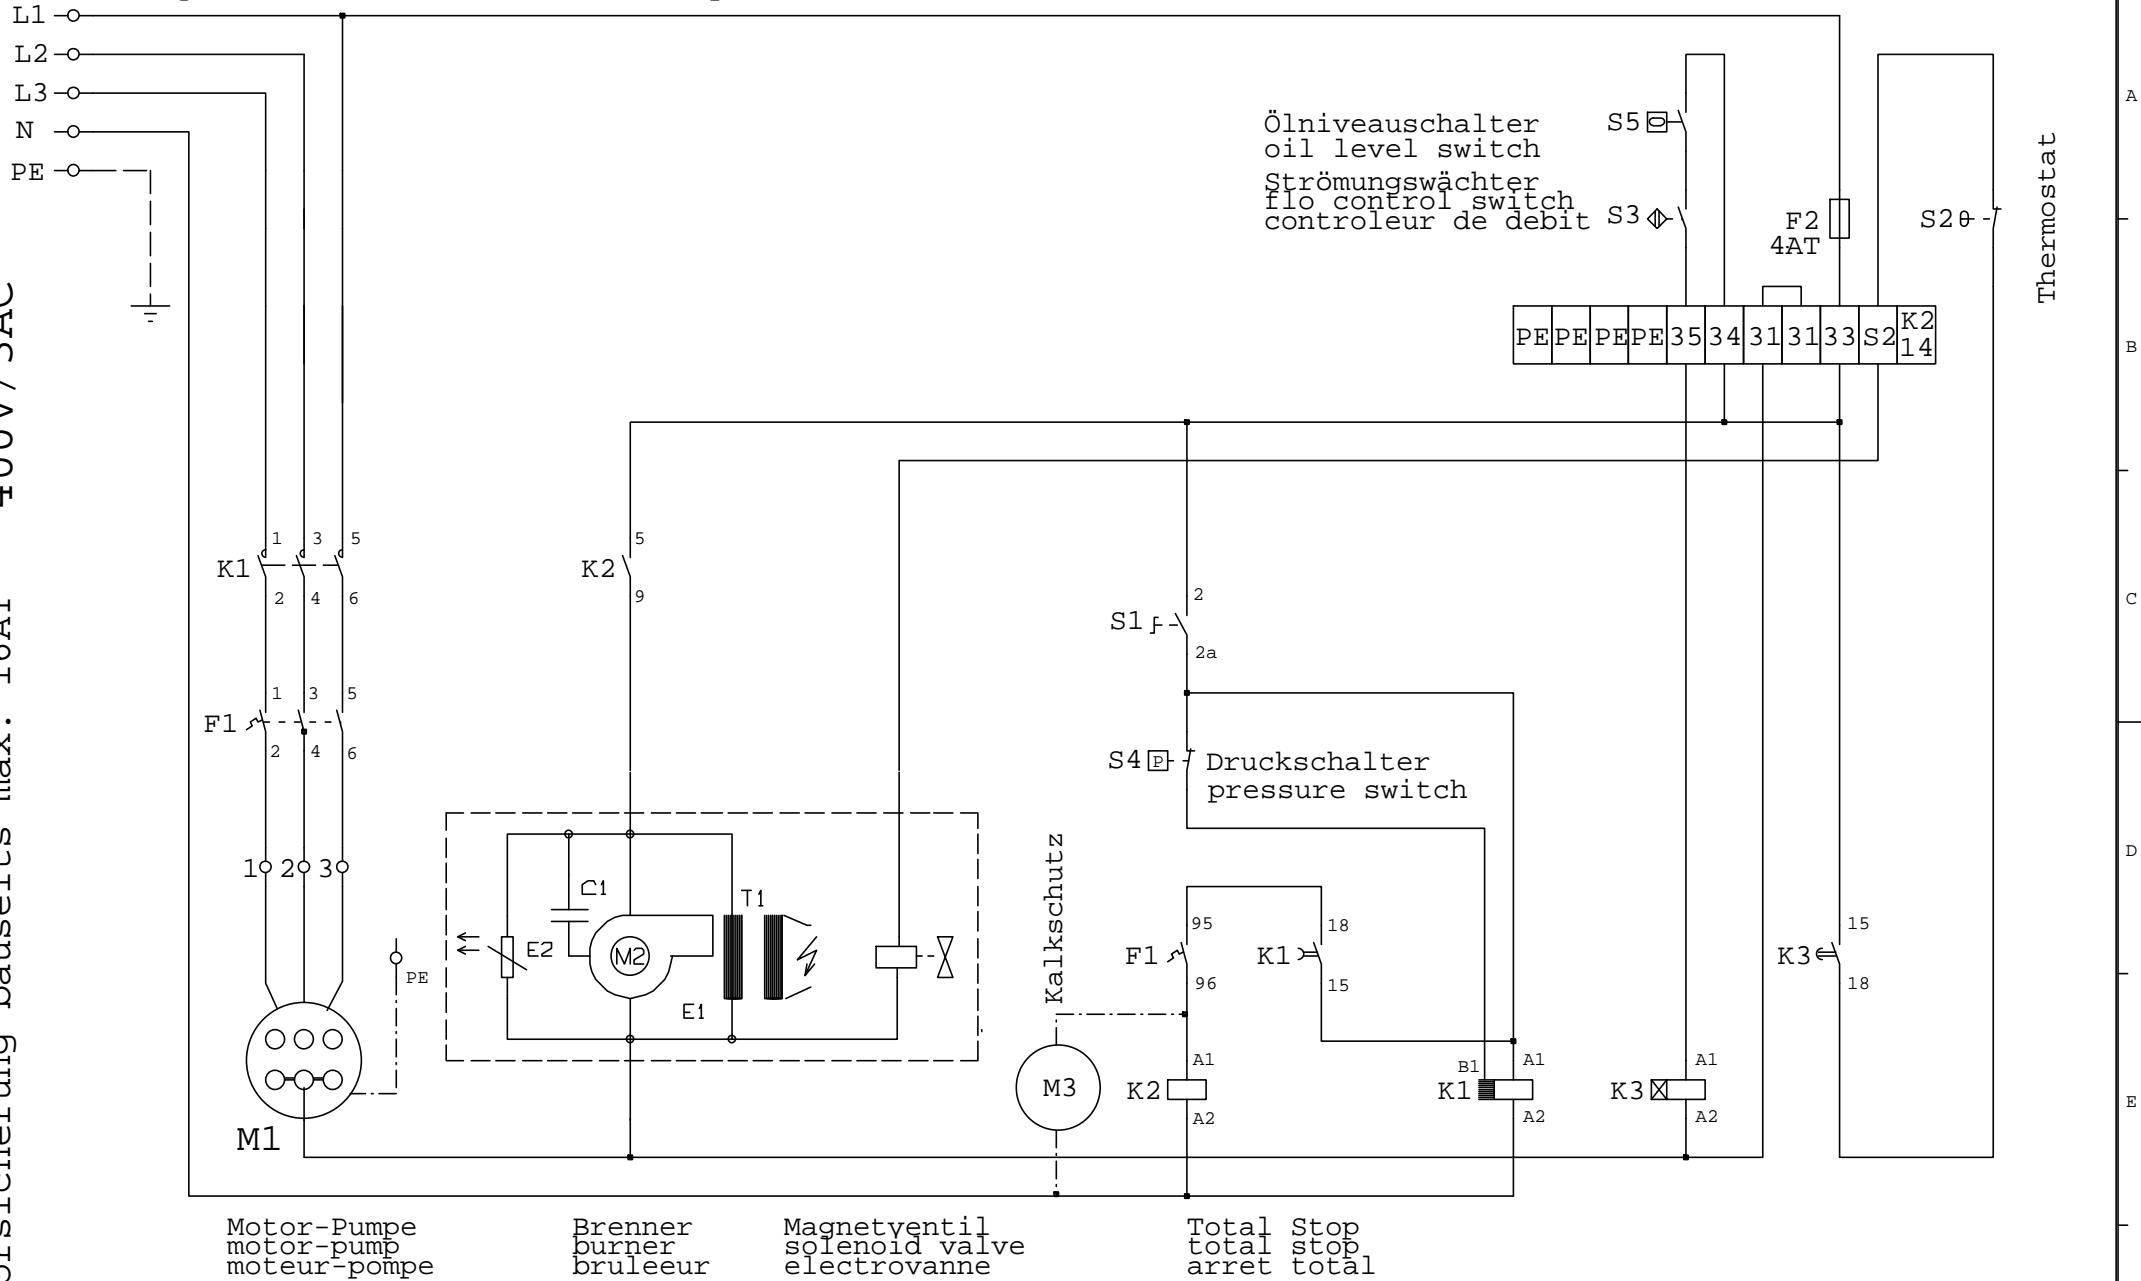 L1
L2
L3
N
PE
400V/3AC
max. 16AT
bauseits
Ölniveauschalter
oil level switch
S5
Strömungswächter
flo control switch
controleur de debit
S3
F2
4AT
S2
Thermostat
A
B
C
D
E
PE PE PE PE 35 34 31 31 33 S2 K2 14
1 3 5
K1
2 4 6
5
K2
9
2
S1
2a
1 3 5
F1
2 4 6
S4 P Druckschalter
pressure switch
1 2 3
Kalkschutz
C1
T1
E2
M2
E1
PE
95
F1
96
18
K1
15
15
K3
18
M1
M3
A1
K2
A2
B1 A1
K1
A2
A1
K3
A2
Motor-Pumpe
motor-pump
moteur-pompe
Brenner
burner
bruleeur
Magnetventil
solenoid valve
electrovanne
Total Stop
total stop
arret total